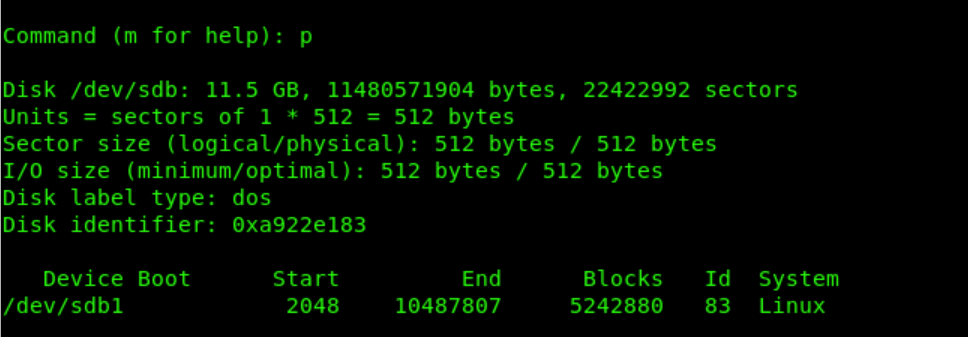 Command (m for help): p
Disk /dev/sdb: 11.5 GB, 11480571904 bytes, 22422992 sectors
Units = sectors of 1 * 512 = 512 bytes
Sector size (logical/physical): 512 bytes / 512 bytes
I/O size (minimum/optimal): 512 bytes / 512 bytes
Disk label type: dos
Disk identifier: 0xa922e183
Device Boot Start End Blocks Id System
/dev/sdb1 2048 10487807 5242880 83 Linux